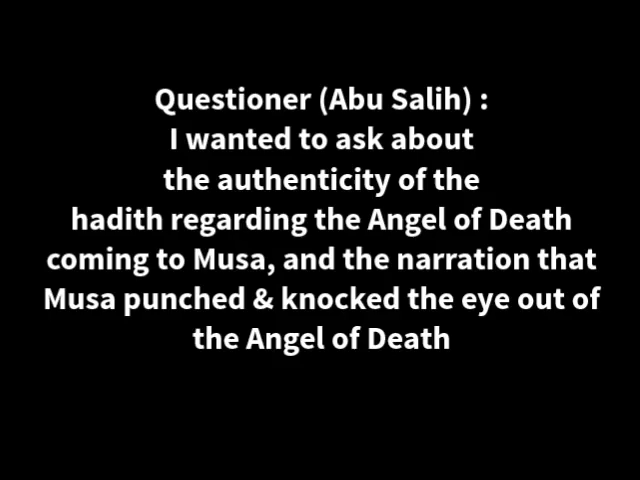 Questioner (Abu Salih) :
I wanted to ask about
the authenticity of the
hadith regarding the Angel of Death
coming to Musa, and the narration that
Musa punched & knocked the eye out of
the Angel of Death